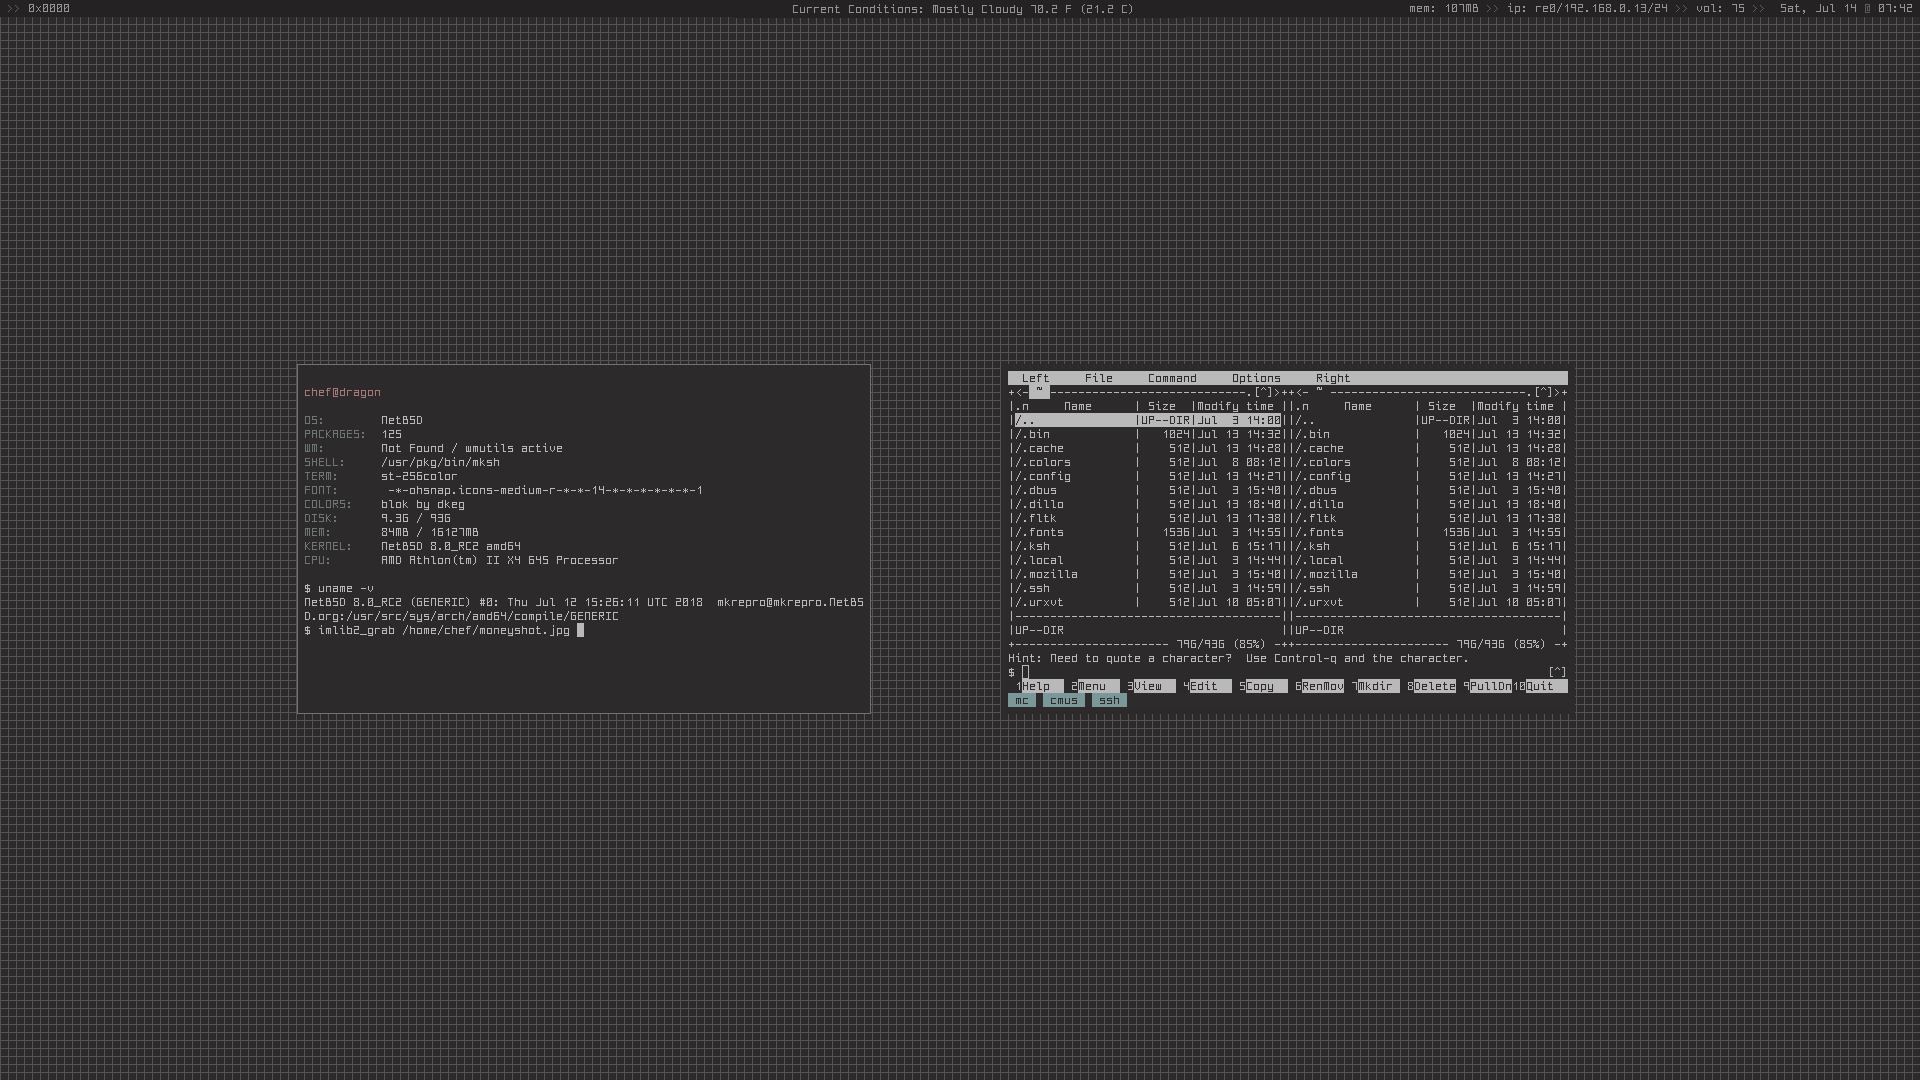 >> 0x0000
Current Conditions: Mostly Cloudy 70.2 F (21.2 C)
mem: 107MB >> ip: re0/192.168.0.13/24 >> vol: 75 >> Sat, Jul 14 @ 07:42
chef@dragon
OS: NetBSD
PACKAGES: 125
WM: Not Found / wmutils active
SHELL: /usr/pkg/bin/mksh
TERM: st-256color
FONT: -*-ohsnap.icons-medium-r-*-*-14-*-*-*-*-*-*-1
COLORS: blok by dkeg
DISK: 9.3G / 93G
MEM: 84MB / 16127MB
KERNEL: NetBSD 8.0_RC2 amd64
CPU: AMD Athlon(tm) II X4 645 Processor
$ uname -v
NetBSD 8.0_RC2 (GENERIC) #0: Thu Jul 12 15:26:11 UTC 2018  mkrepro@mkrepro.NetBS
D.org:/usr/src/sys/arch/amd64/compile/GENERIC
$ imlib2_grab /home/chef/moneyshot.jpg
Left File Command Options Right
+<- ~ ----------------------------.[^]>++<- ~ ----------------------------.[^]>+
|.n     Name      | Size |Modify time ||.n     Name      | Size |Modify time |
|/..              |UP--DIR|Jul  3 14:00||/..              |UP--DIR|Jul  3 14:00|
|/.bin            |   1024|Jul 13 14:32||/.bin            |   1024|Jul 13 14:32|
|/.cache          |    512|Jul 13 14:28||/.cache          |    512|Jul 13 14:28|
|/.colors         |    512|Jul  8 08:12||/.colors         |    512|Jul  8 08:12|
|/.config         |    512|Jul 13 14:27||/.config         |    512|Jul 13 14:27|
|/.dbus           |    512|Jul  3 15:40||/.dbus           |    512|Jul  3 15:40|
|/.dillo          |    512|Jul 13 18:40||/.dillo          |    512|Jul 13 18:40|
|/.fltk           |    512|Jul 13 17:38||/.fltk           |    512|Jul 13 17:38|
|/.fonts          |   1536|Jul  3 14:55||/.fonts          |   1536|Jul  3 14:55|
|/.ksh            |    512|Jul  6 15:17||/.ksh            |    512|Jul  6 15:17|
|/.local          |    512|Jul  3 14:44||/.local          |    512|Jul  3 14:44|
|/.mozilla        |    512|Jul  3 15:40||/.mozilla        |    512|Jul  3 15:40|
|/.ssh            |    512|Jul  3 14:59||/.ssh            |    512|Jul  3 14:59|
|/.urxvt          |    512|Jul 10 05:07||/.urxvt          |    512|Jul 10 05:07|
|--------------------------------------||--------------------------------------|
|UP--DIR                               ||UP--DIR                               |
+---------------------- 79G/93G (85%) -++---------------------- 79G/93G (85%) -+
Hint: Need to quote a character?  Use Control-q and the character.
$ [^]
1Help 2Menu 3View 4Edit 5Copy 6RenMov 7Mkdir 8Delete 9PullDn 10Quit
mc cmus ssh